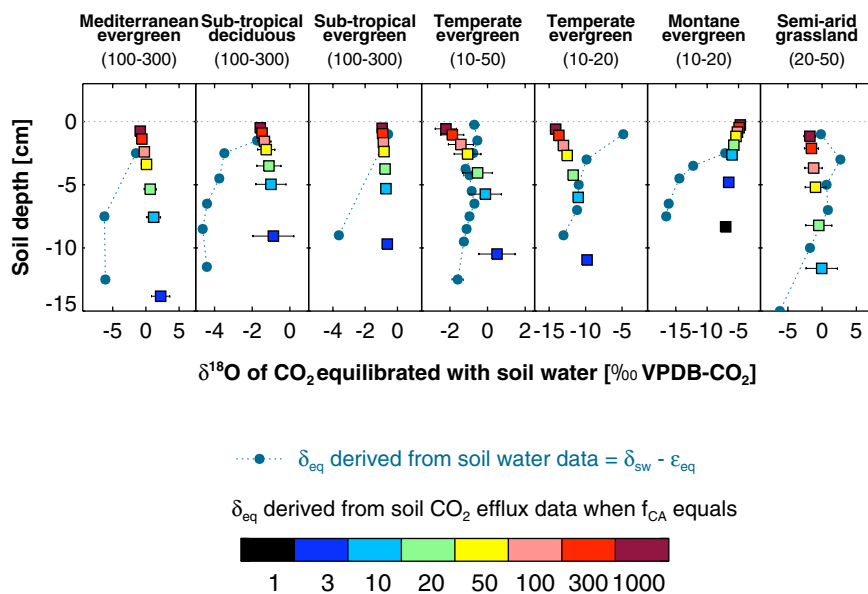 Mediterranean evergreen (100-300)
Sub-tropical deciduous (100-300)
Sub-tropical evergreen (100-300)
Temperate evergreen (10-50)
Temperate evergreen (10-20)
Montane evergreen (10-20)
Semi-arid grassland (20-50)
Soil depth [cm]
0
-5
-10
-15
-5 0 5
-4 -2 0
-4 -2 0
-2 0 2
-15 -10 -5
-15 -10 -5
-5 0 5
δ18O of CO2 equilibrated with soil water [‰ VPDB-CO2]
δeq derived from soil water data = δsw - εeq
δeq derived from soil CO2 efflux data when fCA equals
1 3 10 20 50 100 300 1000